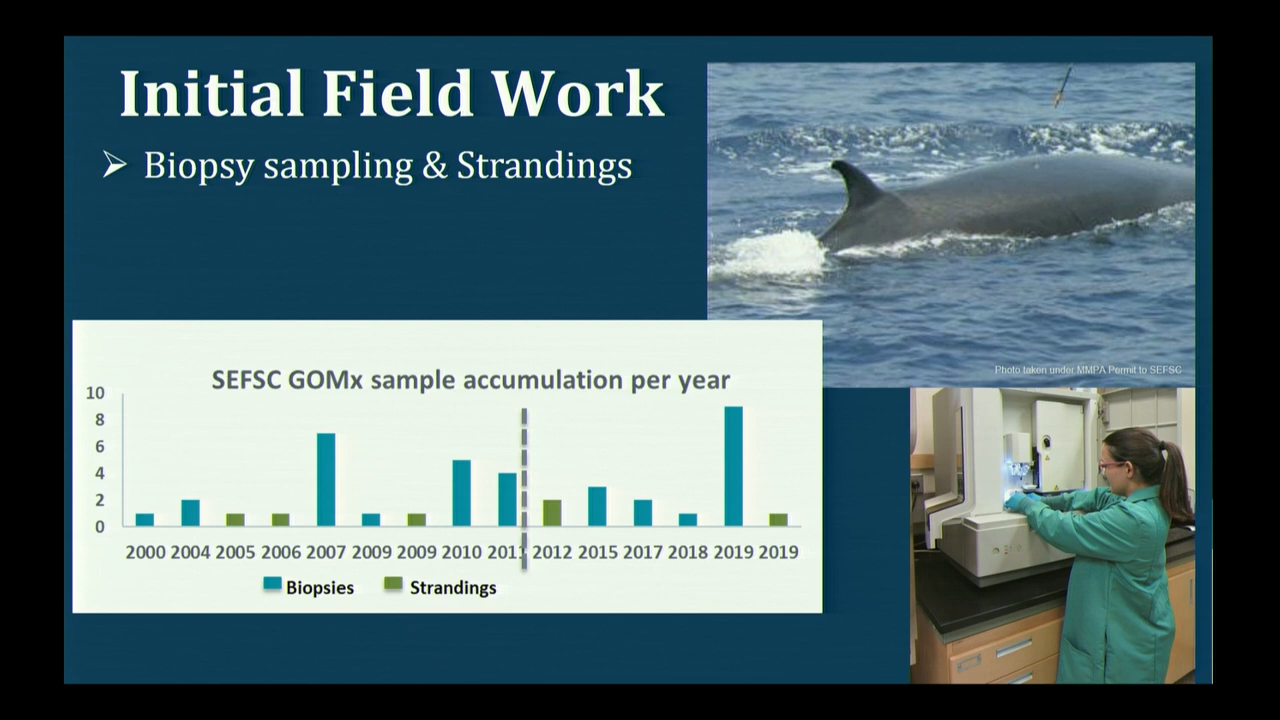 Initial Field Work
➢ Biopsy sampling & Strandings
Photo taken under MMPA Permit to SEFSC
SEFSC GOMx sample accumulation per year
10
8
6
4
2
0
2000 2004 2005 2006 2007 2009 2009 2010 2011 2012 2015 2017 2018 2019 2019
Biopsies Strandings